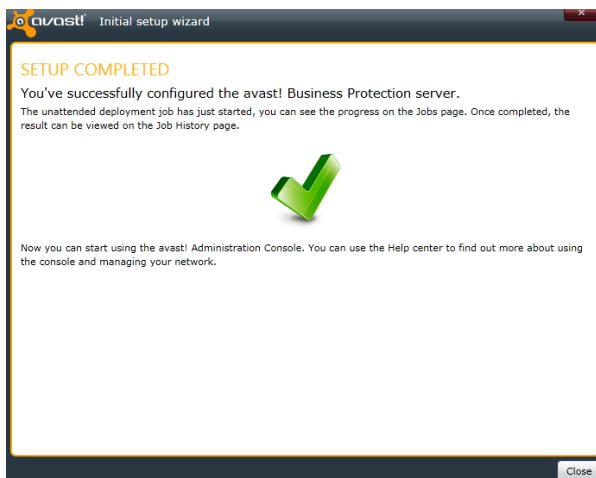 avast! Initial setup wizard
SETUP COMPLETED
You've successfully configured the avast! Business Protection server.
The unattended deployment job has just started, you can see the progress on the Jobs page. Once completed, the
result can be viewed on the Job History page.
Now you can start using the avast! Administration Console. You can use the Help center to find out more about using
the console and managing your network.
Close